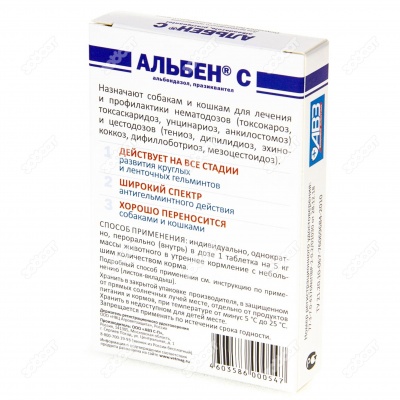 АЛЬБЕН® С
альбендазол, празиквантел
Назначают собакам и кошкам для лечения
и профилактики нематодозов (токсокароз,
токсаскаридоз, унцинариоз, анкилостомоз)
и цестодозов (тениоз, дипилидиоз, эхино-
коккоз, дифиллоботриоз, мезоцестоидоз).
1 ДЕЙСТВУЕТ НА ВСЕ СТАДИИ
развития круглых
и ленточных гельминтов
2 ШИРОКИЙ СПЕКТР
антигельминтного действия
3 ХОРОШО ПЕРЕНОСИТСЯ
собаками и кошками
СПОСОБ ПРИМЕНЕНИЯ: индивидуально, однократ-
но, перорально (внутрь) в дозе 1 таблетка на 5 кг
массы животного в утреннее кормление с неболь-
шим количеством корма.
Подробный способ применения см. инструкцию по приме-
нению (листок-вкладыш).
Хранить в закрытой упаковке производителя, в защищенном
от прямых солнечных лучей месте, отдельно от продуктов
питания и кормов, при температуре от минус 5 °С до 25 °С.
Хранить в недоступном для детей месте.
Запрещается применять по истечении срока годности.
АВЗ
4603586000547